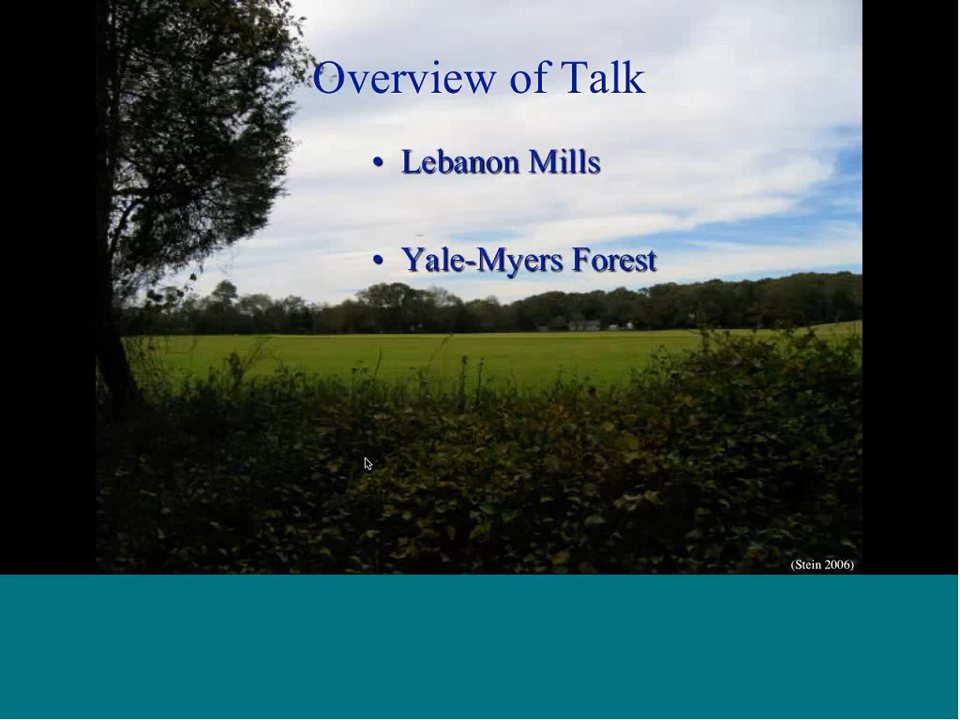 Overview of Talk
• Lebanon Mills
• Yale-Myers Forest
(Stein 2006)